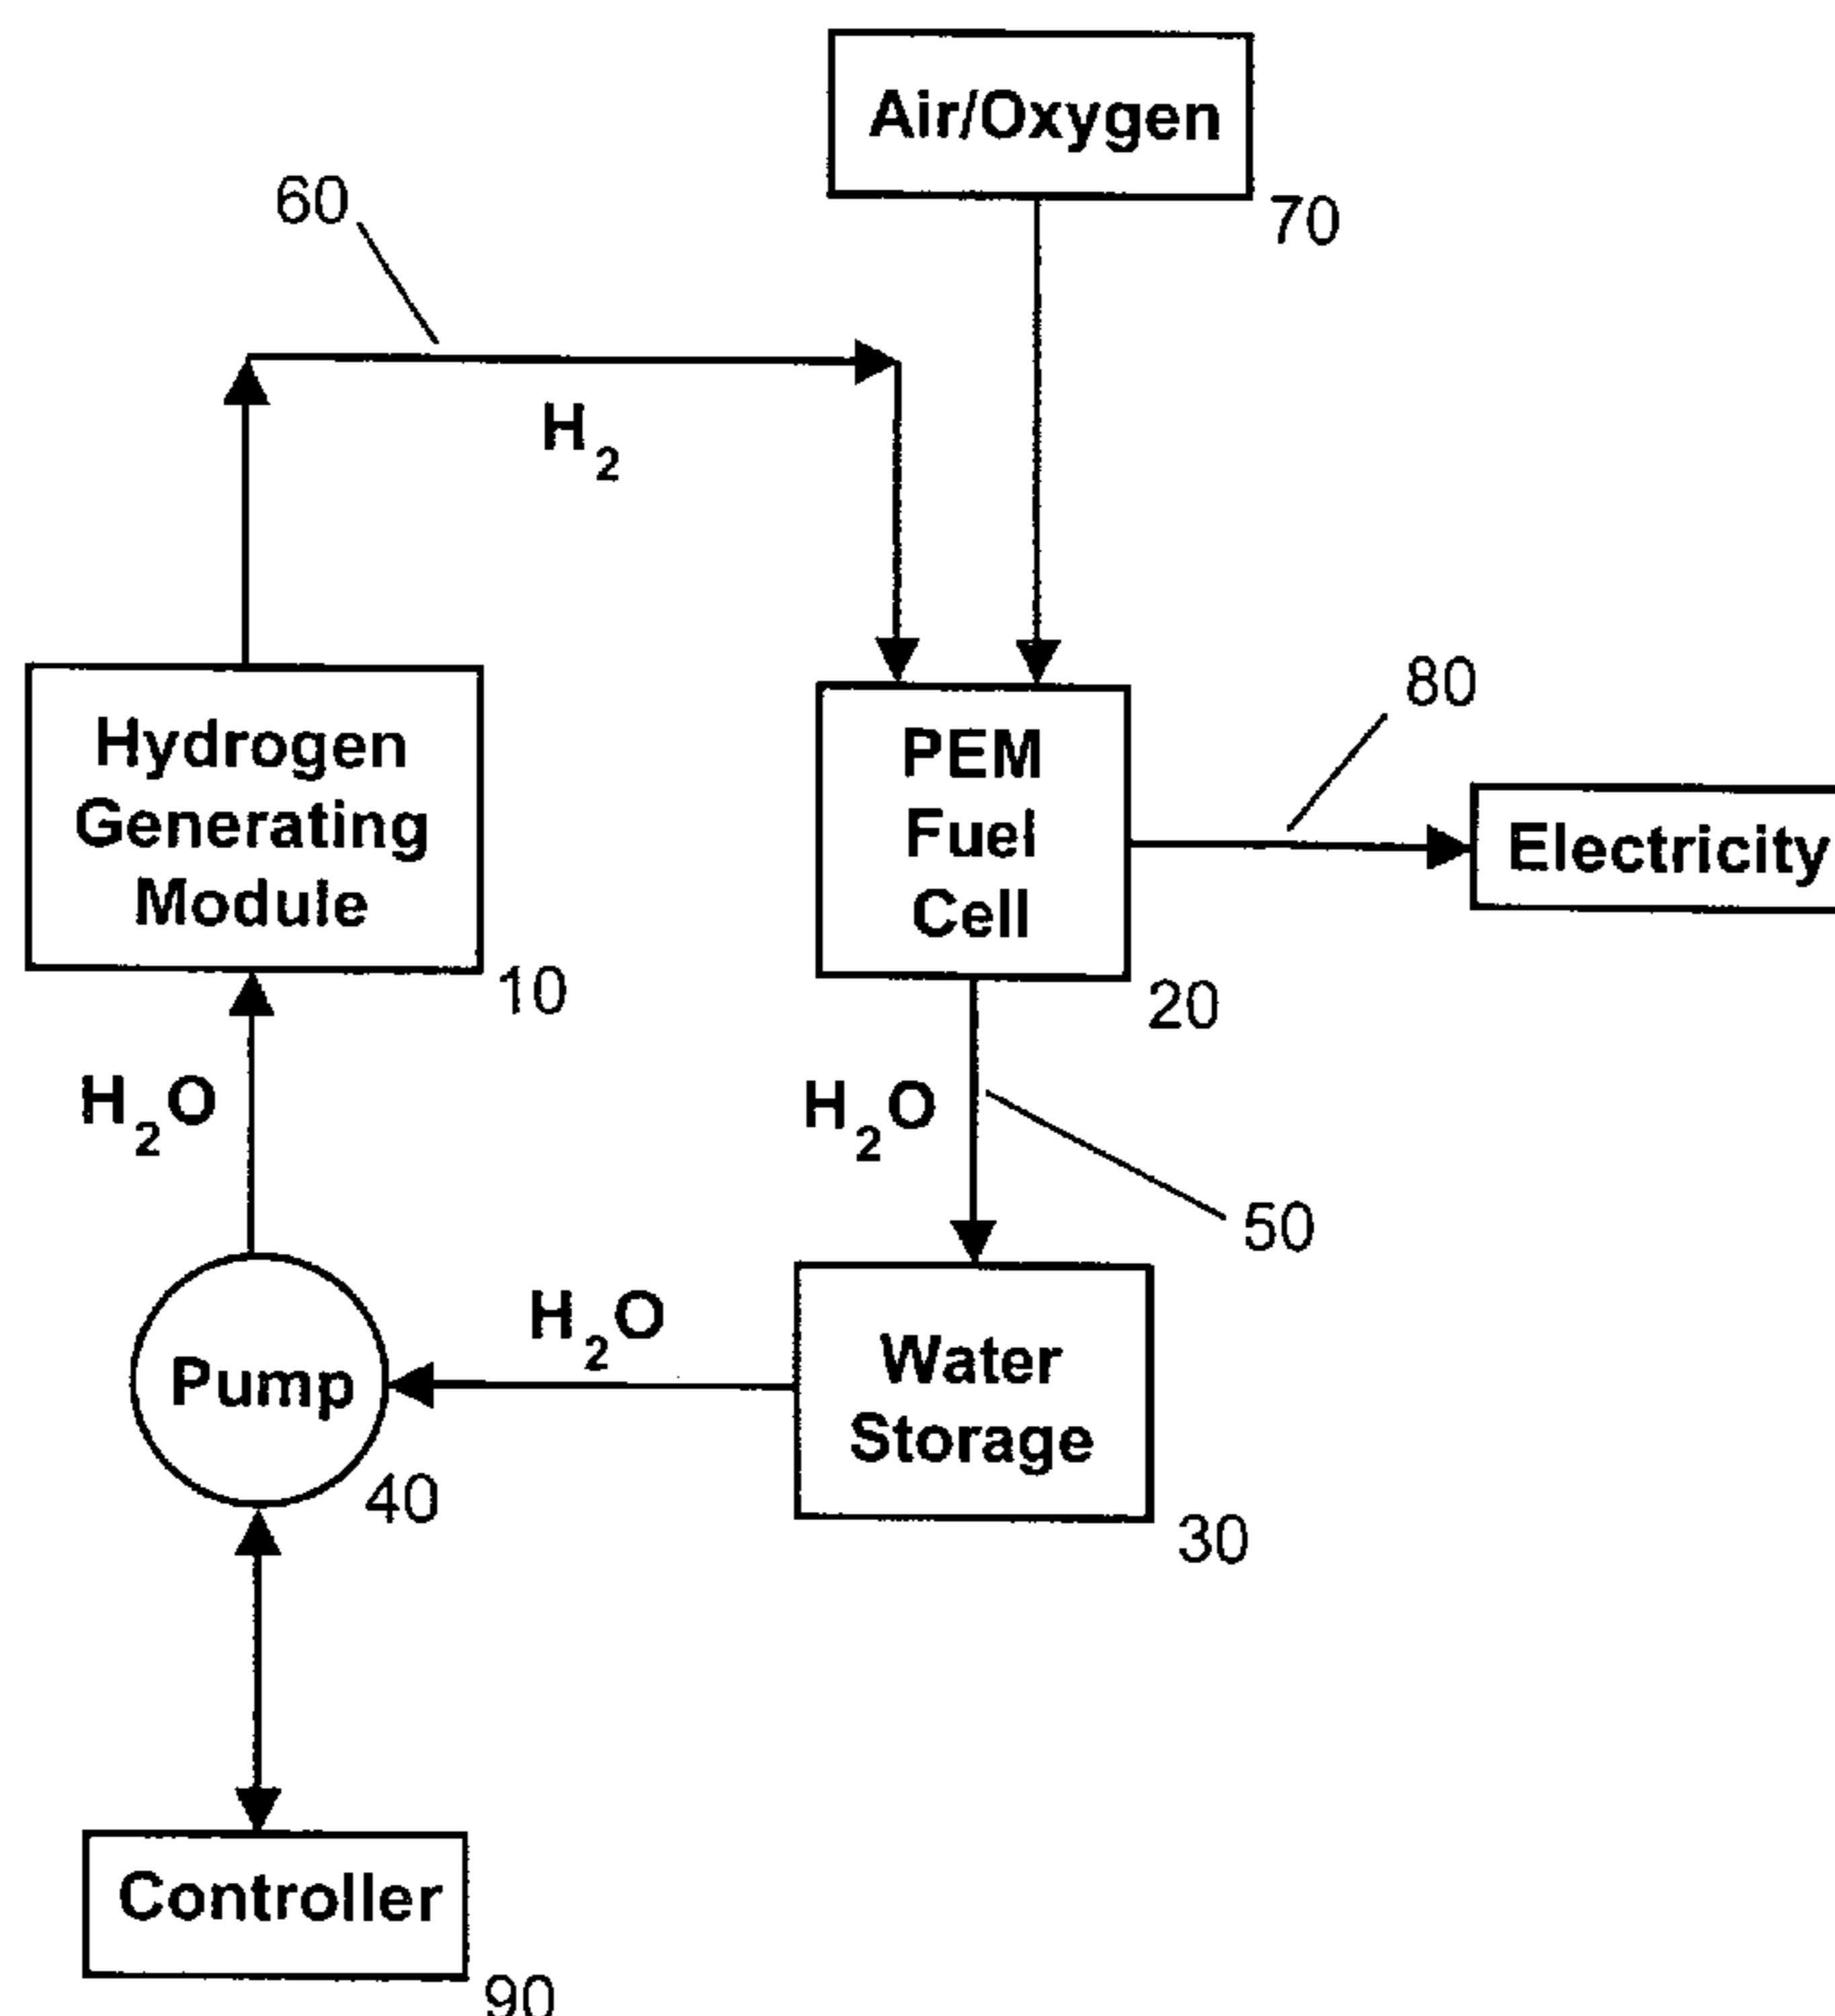 Air/Oxygen
70
60
H2
Hydrogen
Generating
Module
10
PEM
Fuel
Cell
20
80
Electricity
H2O
H2O
50
H2O
Pump
40
Water
Storage
30
Controller
90